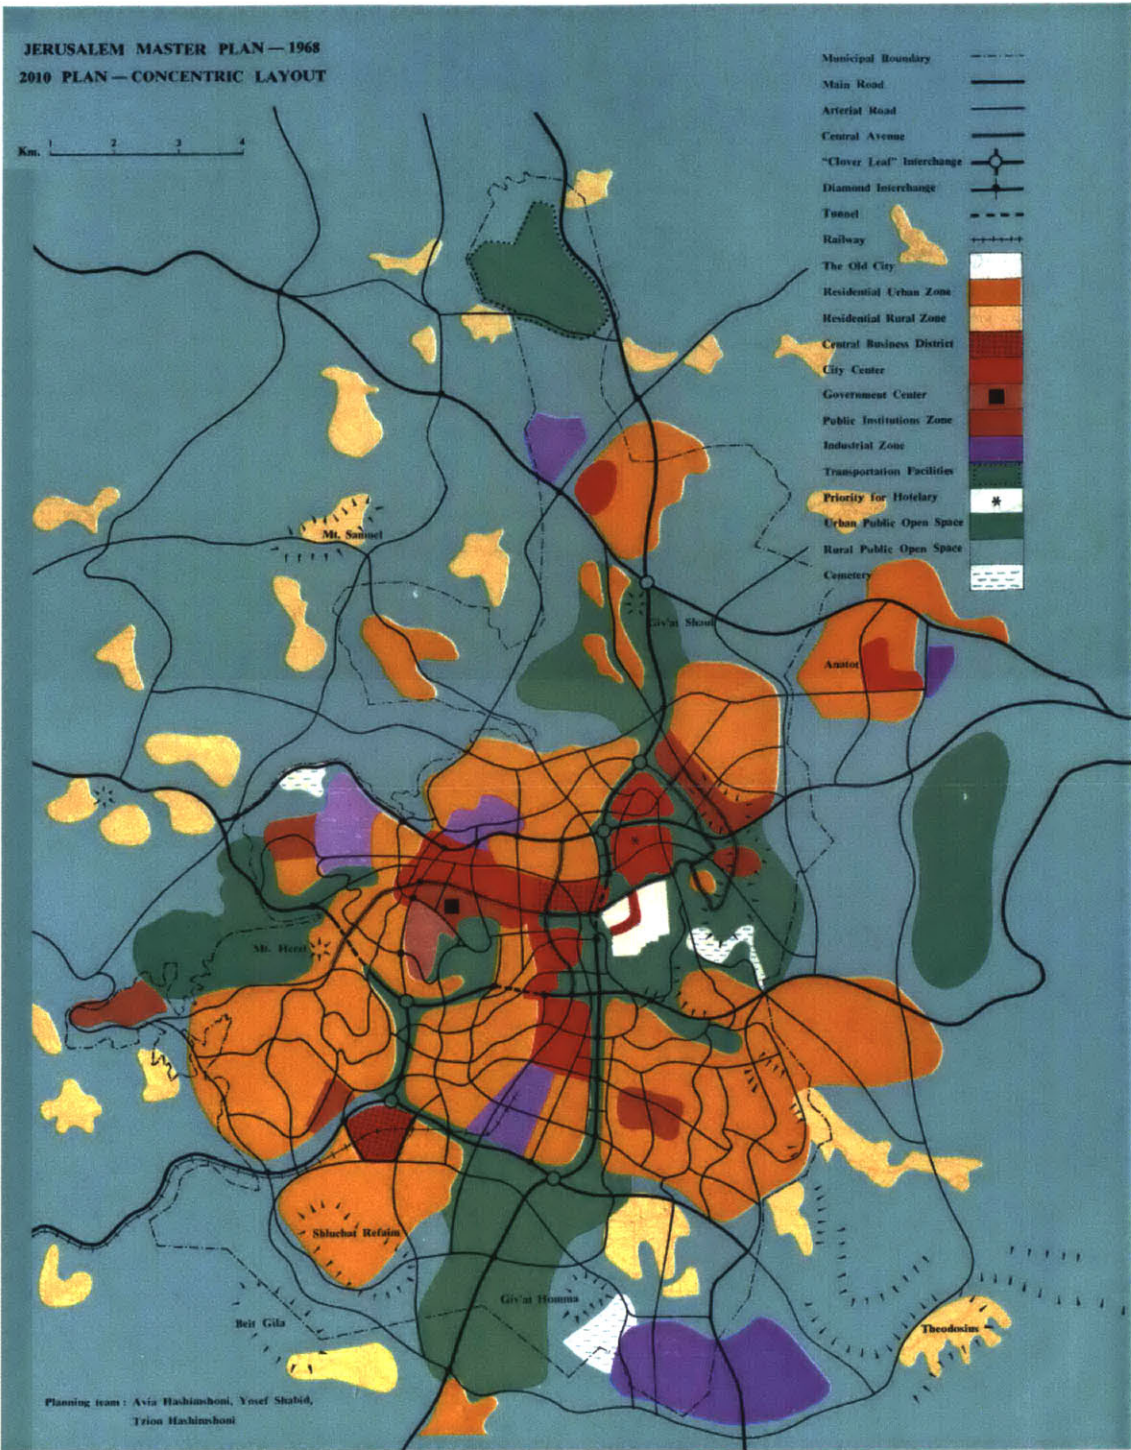 JERUSALEM MASTER PLAN — 1968
2010 PLAN — CONCENTRIC LAYOUT
Km. 1 2 3 4
Municipal Boundary
Main Road
Arterial Road
Central Avenue
"Clover Leaf" Interchange
Diamond Interchange
Tunnel
Railway
The Old City
Residential Urban Zone
Residential Rural Zone
Central Business District
City Center
Government Center
Public Institutions Zone
Industrial Zone
Transportation Facilities
Priority for Hotelary
Urban Public Open Space
Rural Public Open Space
Cemetery
Mt. Samuel
Giv'at Shaul
Anatot
Mt. Herzl
Shluchat Refaim
Giv'at Homma
Beit Gila
Theodosius
Planning team : Avia Hashimshoni, Yosef Shabid,
Tzion Hashimshoni